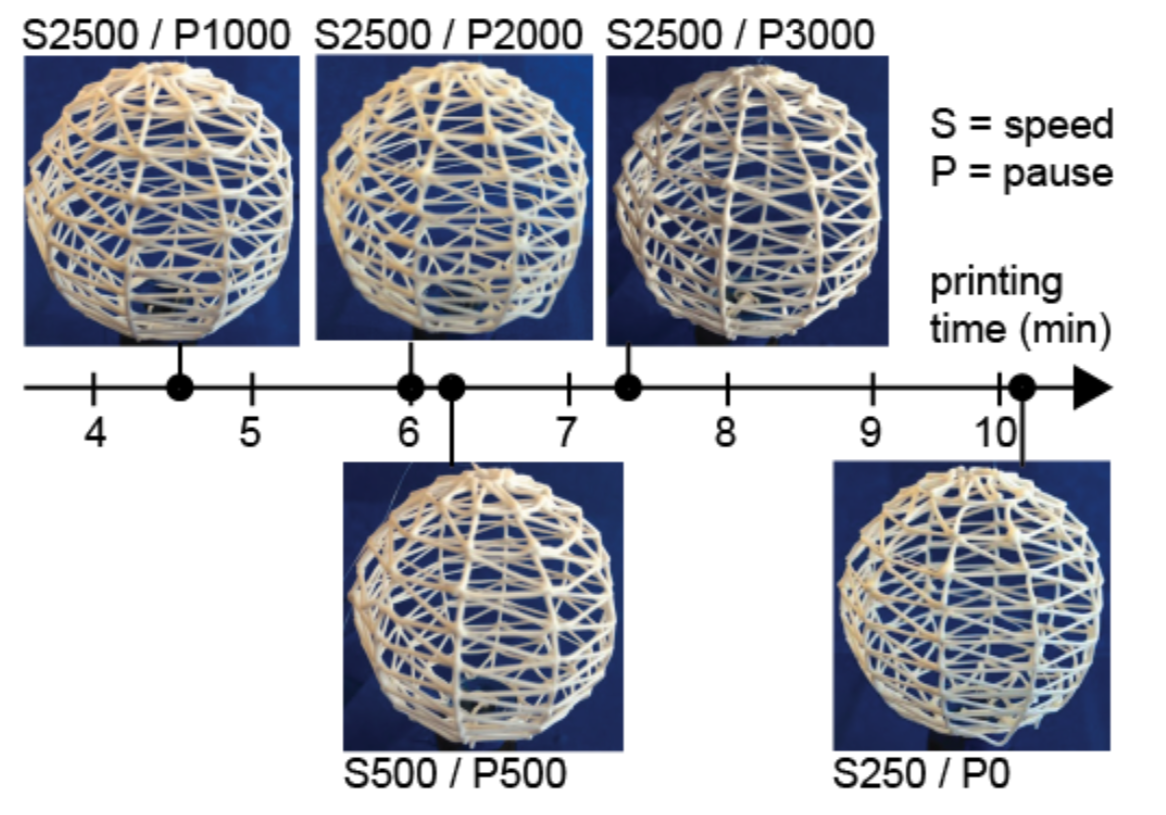 S2500 / P1000
S2500 / P2000
S2500 / P3000
S = speed
P = pause
printing
time (min)
4 5 6 7 8 9 10
S500 / P500
S250 / P0